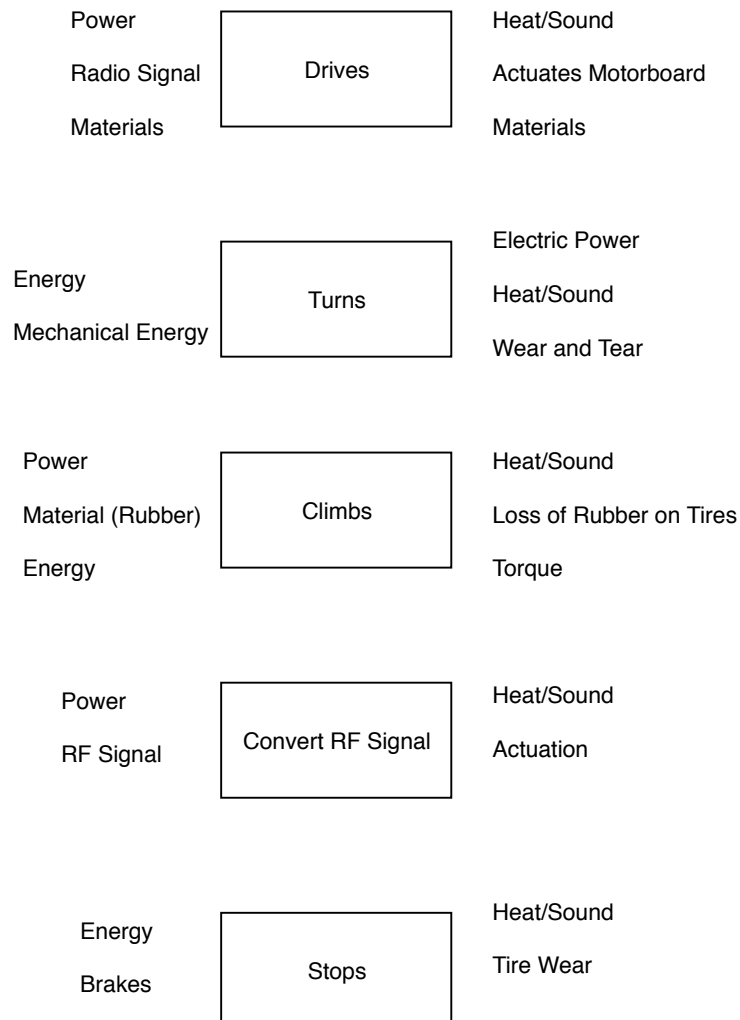 Power
Radio Signal
Materials
Drives
Heat/Sound
Actuates Motorboard
Materials
Energy
Mechanical Energy
Turns
Electric Power
Heat/Sound
Wear and Tear
Power
Material (Rubber)
Energy
Climbs
Heat/Sound
Loss of Rubber on Tires
Torque
Power
RF Signal
Convert RF Signal
Heat/Sound
Actuation
Energy
Brakes
Stops
Heat/Sound
Tire Wear